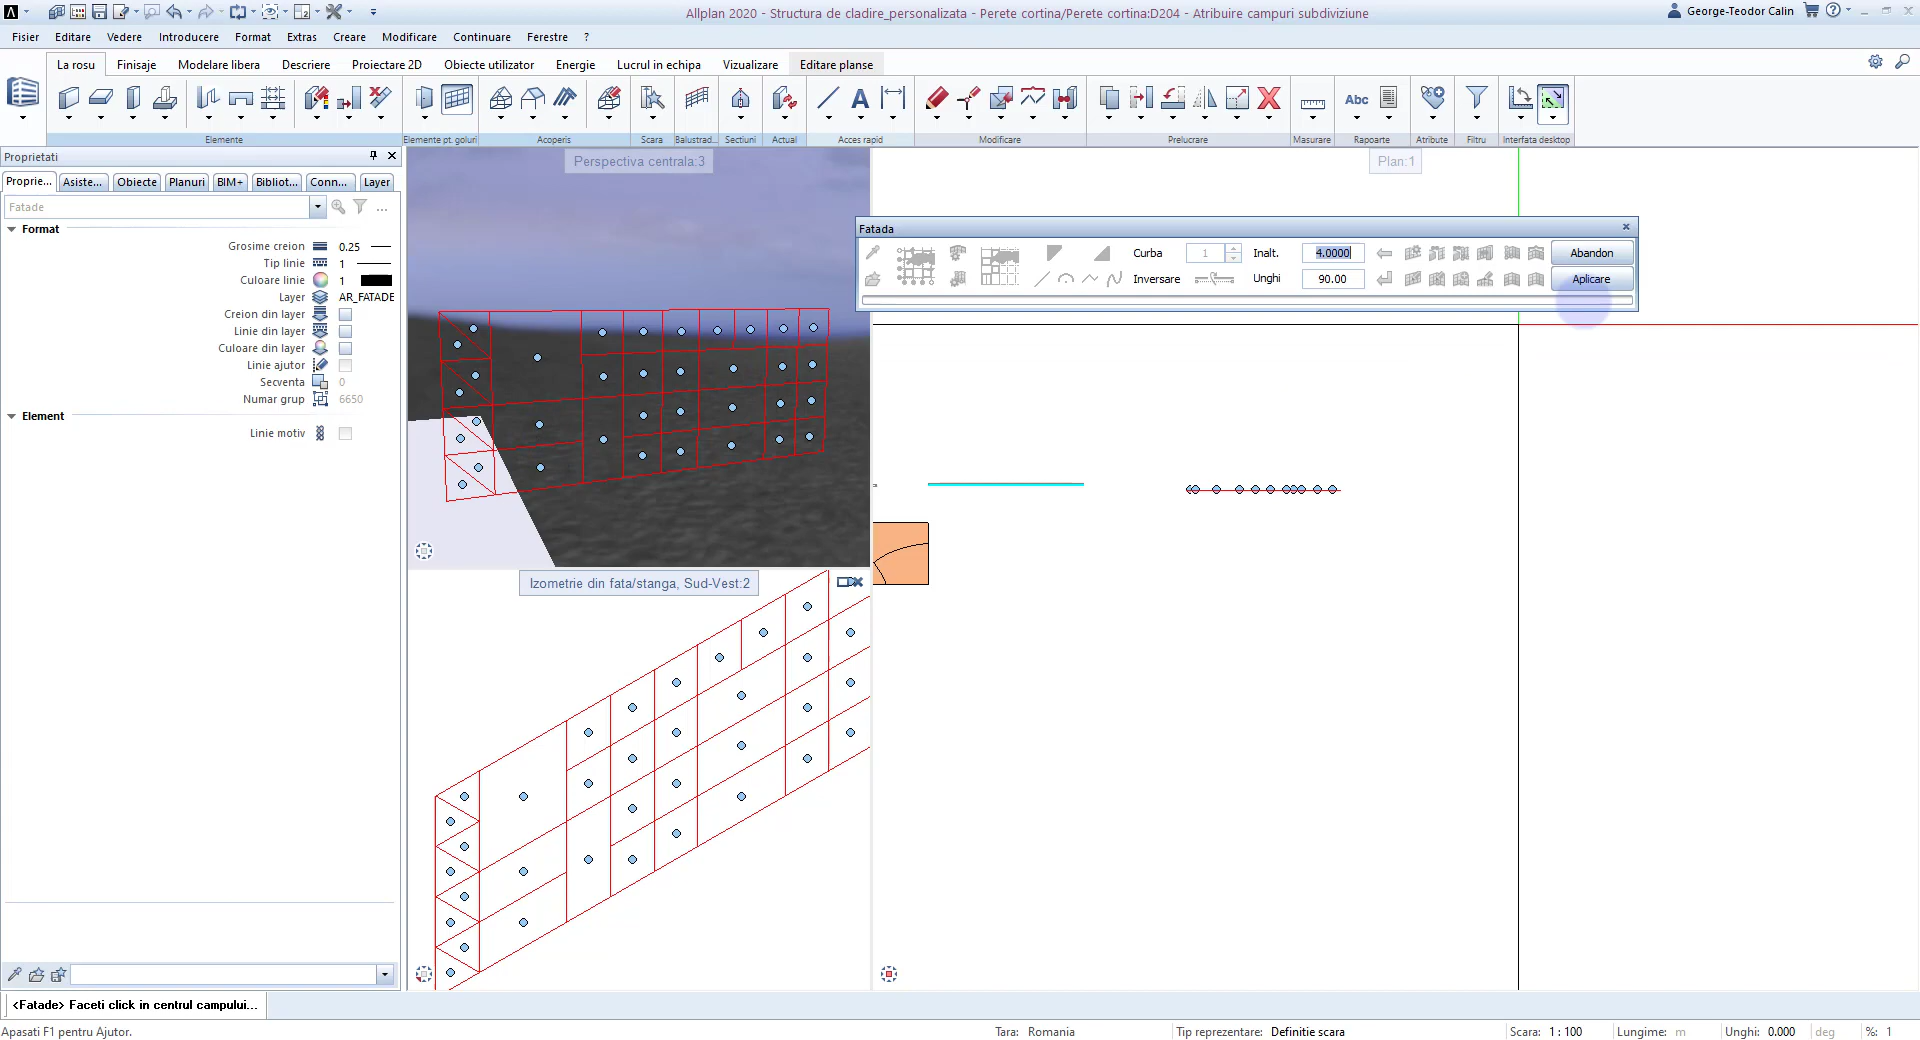 Allplan 2020 - Structura de cladire_personalizata - Perete cortina/Perete cortina:D204 - Atribuire campuri subdiviziune
George-Teodor Calin
Fisier Editare Vedere Introducere Format Extras Creare Modificare Continuare Ferestre ?
La rosu Finisaje Modelare libera Descriere Proiectare 2D Obiecte utilizator Energie Lucrul in echipa Vizualizare Editare planse
Abc
Elemente Elemente pt. goluri Acoperis Scara Balustrad... Sectiuni Actual Acces rapid Modificare Prelucrare Masurare Rapoarte Atribute Filtru Interfata desktop
Proprietati
Proprie... Asiste... Obiecte Planuri BIM+ Bibliot... Conn... Layer
Fatade
Format
Grosime creion 0.25
Tip linie 1
Culoare linie 1
Layer AR_FATADE
Creion din layer
Linie din layer
Culoare din layer
Linie ajutor
Secventa 0
Numar grup 6650
Element
Linie motiv
Perspectiva centrala:3
Plan:1
Fatada
Curba 1 Inalt. 4.0000 Abandon
Inversare Unghi 90.00 Aplicare
Izometrie din fata/stanga, Sud-Vest:2
<Fatade> Faceti click in centrul campului...
Apasati F1 pentru Ajutor.
Tara: Romania Tip reprezentare: Definitie scara Scara: 1 : 100 Lungime: m Unghi: 0.000 deg %: 1